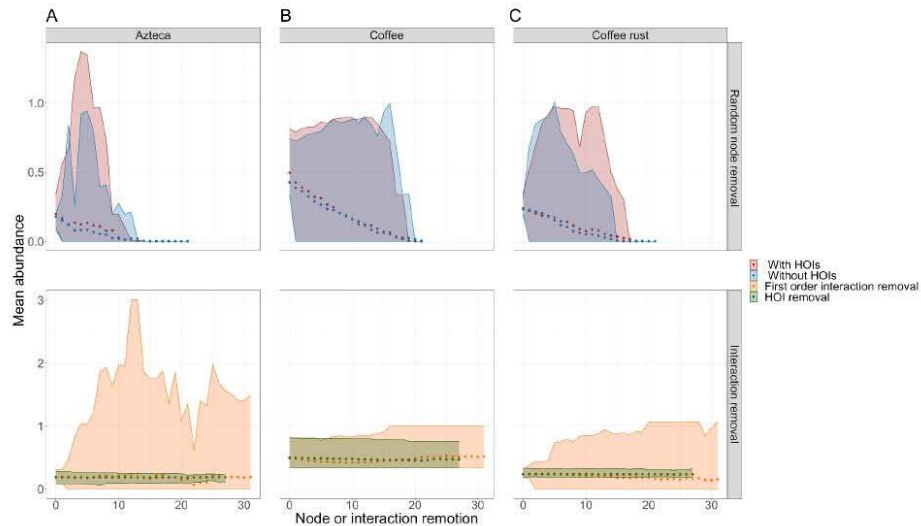 A B C
Azteca Coffee Coffee rust
1.0
0.5
0.0
Random node removal
Mean abundance
With HOIs
Without HOIs
First order interaction removal
HOI removal
3
2
1
0
Interaction removal
0 10 20 30 0 10 20 30 0 10 20 30
Node or interaction remotion